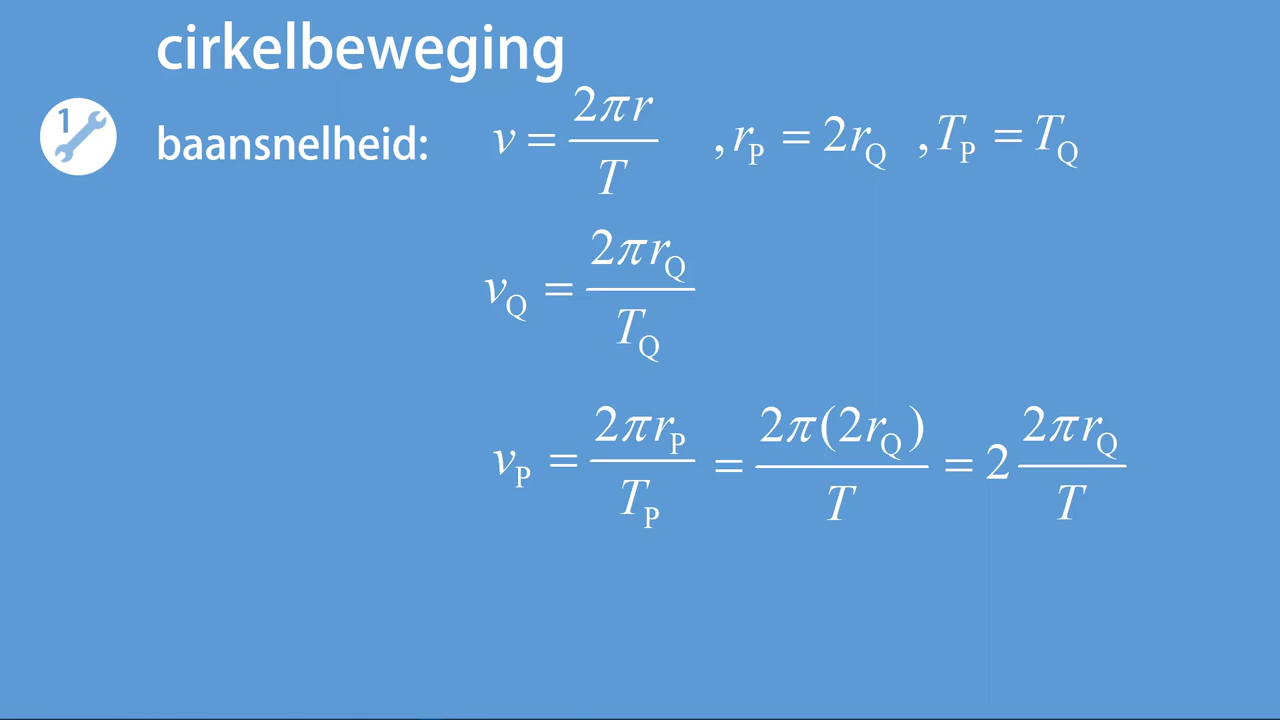 cirkelbeweging
1
baansnelheid: v = 2πr / T , r_P = 2r_Q , T_P = T_Q
v_Q = 2πr_Q / T_Q
v_P = 2πr_P / T_P = 2π(2r_Q) / T = 2 2πr_Q / T